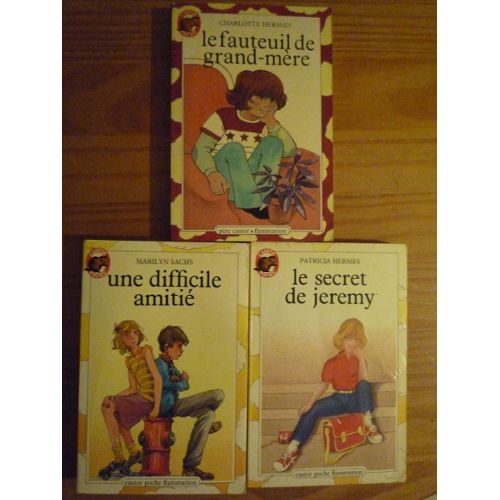 CHARLOTTE HERMAN
le fauteuil de
grand-mère
père castor • flammarion
MARILYN SACHS
une difficile
amitié
castor poche flammarion
PATRICIA HERMES
le secret
de jeremy
castor poche flammarion